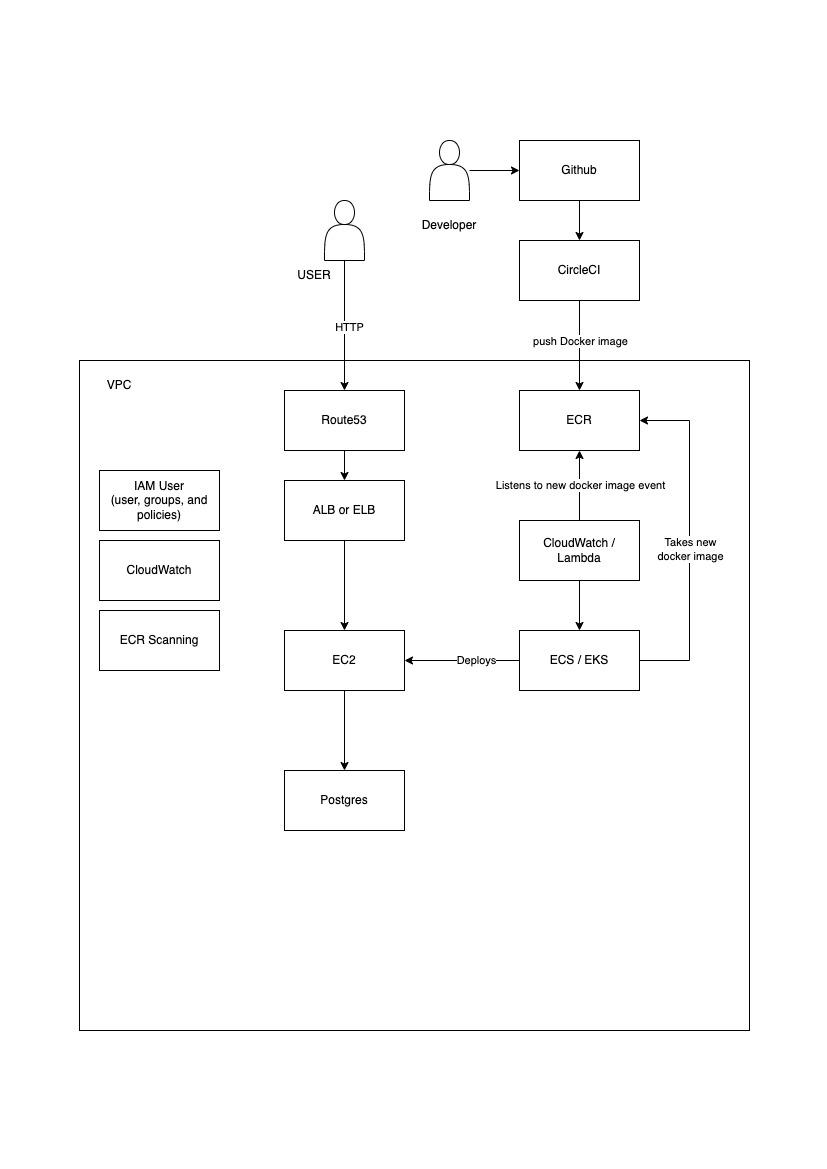 Github
Developer
CircleCI
USER
HTTP
push Docker image
VPC
Route53
ECR
IAM User
(user, groups, and
policies)
ALB or ELB
Listens to new docker image event
CloudWatch
CloudWatch /
Lambda
Takes new
docker image
ECR Scanning
EC2
Deploys
ECS / EKS
Postgres